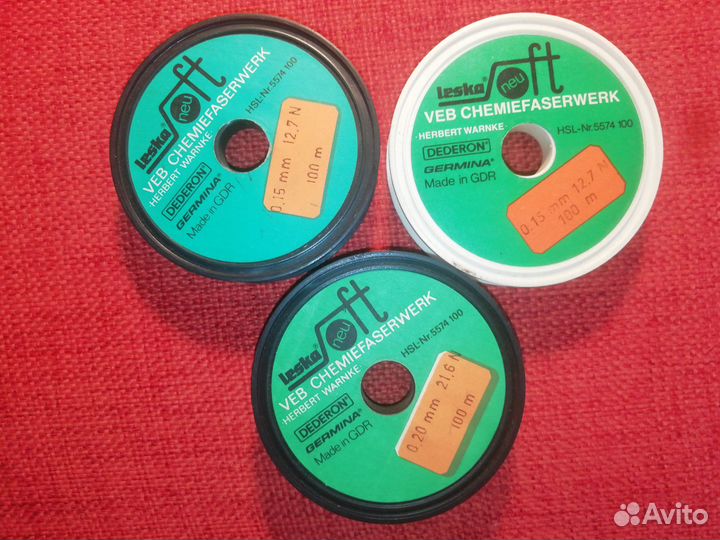 Leska® soft
neu
VEB CHEMIEFASERWERK
HERBERT WARNKE
HSL-Nr.5574 100
DEDERON®
GERMINA®
Made in GDR
0.15 mm 12.7 N
100 m
Leska® soft
neu
VEB CHEMIEFASERWERK
·HERBERT WARNKE·
HSL-Nr.5574 100
DEDERON®
GERMINA®
Made in GDR
0.15 mm 12.7 N
100 m
Leska® soft
neu
VEB CHEMIEFASERWERK
HERBERT WARNKE·
HSL-Nr.5574 100
DEDERON®
GERMINA®
Made in GDR
0.20 mm 21.6 N
100 m
Avito